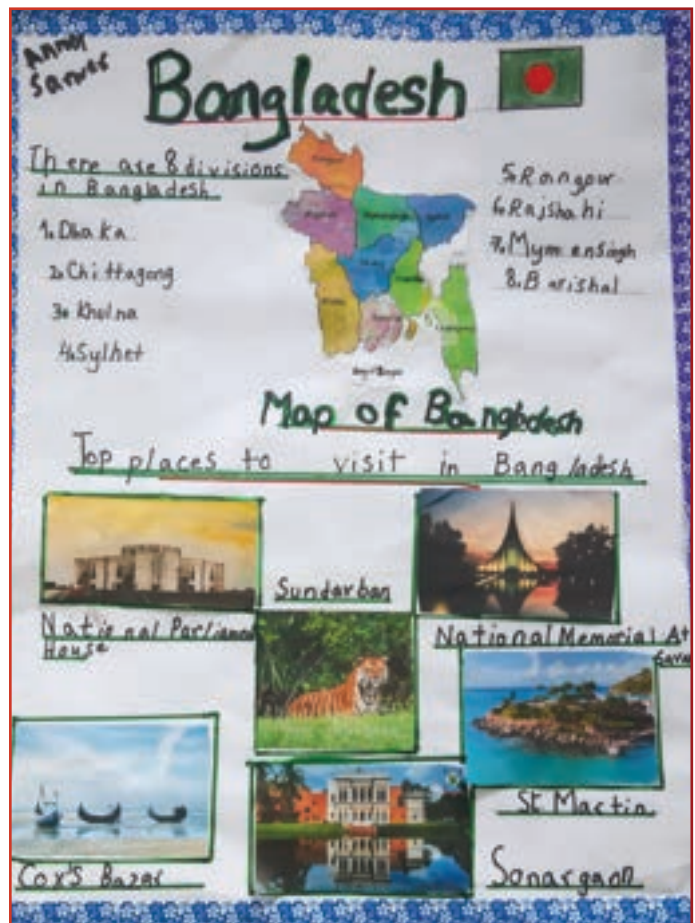 Bangladesh
There are 8 divisions
in Bangladesh
1. Dhaka
2. Chittagong
3. Khulna
4. Sylhet
5. Rangpur
6. Rajshahi
7. Mymensingh
8. Barishal
Map of Bangladesh
Top places to visit in Bangladesh
National Parliament
House
Sundarban
National Memorial At
Savar
St Martin
Cox's Bazar
Sonargaon